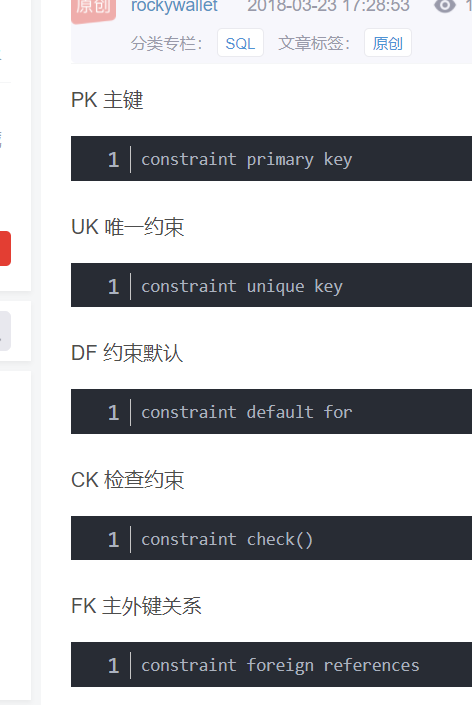 原创 rockywallet 2018-03-23 17:28:53 1
分类专栏： SQL 文章标签： 原创
PK 主键
1 constraint primary key
UK 唯一约束
1 constraint unique key
DF 约束默认
1 constraint default for
CK 检查约束
1 constraint check()
FK 主外键关系
1 constraint foreign references